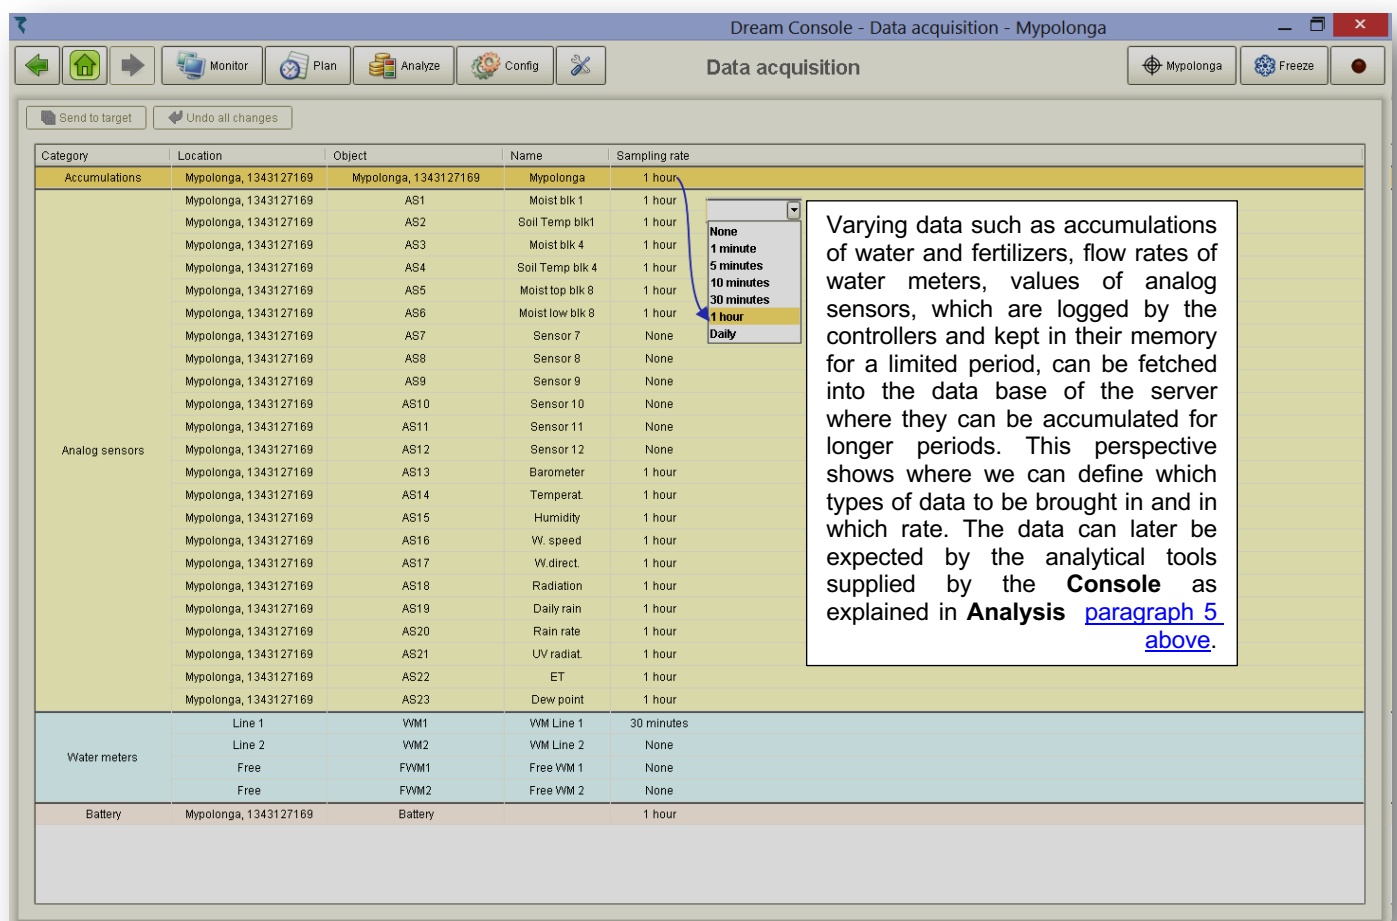 Dream Console - Data acquisition - Mypolonga
Monitor Plan Analyze Config Data acquisition Mypolonga Freeze
Send to target Undo all changes
Category Location Object Name Sampling rate
Accumulations Mypolonga, 1343127169 Mypolonga, 1343127169 Mypolonga 1 hour
Mypolonga, 1343127169 AS1 Moist blk 1 1 hour
Mypolonga, 1343127169 AS2 Soil Temp blk1 1 hour
Mypolonga, 1343127169 AS3 Moist blk 4 1 hour
Mypolonga, 1343127169 AS4 Soil Temp blk 4 1 hour
Mypolonga, 1343127169 AS5 Moist top blk 8 1 hour
Mypolonga, 1343127169 AS6 Moist low blk 8 1 hour
Mypolonga, 1343127169 AS7 Sensor 7 None
Mypolonga, 1343127169 AS8 Sensor 8 None
Mypolonga, 1343127169 AS9 Sensor 9 None
Mypolonga, 1343127169 AS10 Sensor 10 None
Mypolonga, 1343127169 AS11 Sensor 11 None
Analog sensors Mypolonga, 1343127169 AS12 Sensor 12 None
Mypolonga, 1343127169 AS13 Barometer 1 hour
Mypolonga, 1343127169 AS14 Temperat. 1 hour
Mypolonga, 1343127169 AS15 Humidity 1 hour
Mypolonga, 1343127169 AS16 W. speed 1 hour
Mypolonga, 1343127169 AS17 W.direct. 1 hour
Mypolonga, 1343127169 AS18 Radiation 1 hour
Mypolonga, 1343127169 AS19 Daily rain 1 hour
Mypolonga, 1343127169 AS20 Rain rate 1 hour
Mypolonga, 1343127169 AS21 UV radiat. 1 hour
Mypolonga, 1343127169 AS22 ET 1 hour
Mypolonga, 1343127169 AS23 Dew point 1 hour
Line 1 WM1 WM Line 1 30 minutes
Line 2 WM2 WM Line 2 None
Water meters
Free FWM1 Free WM 1 None
Free FWM2 Free WM 2 None
Battery Mypolonga, 1343127169 Battery 1 hour
None
1 minute
5 minutes
10 minutes
30 minutes
1 hour
Daily
Varying data such as accumulations
of water and fertilizers, flow rates of
water meters, values of analog
sensors, which are logged by the
controllers and kept in their memory
for a limited period, can be fetched
into the data base of the server
where they can be accumulated for
longer periods. This perspective
shows where we can define which
types of data to be brought in and in
which rate. The data can later be
expected by the analytical tools
supplied by the Console as
explained in Analysis paragraph 5
above.